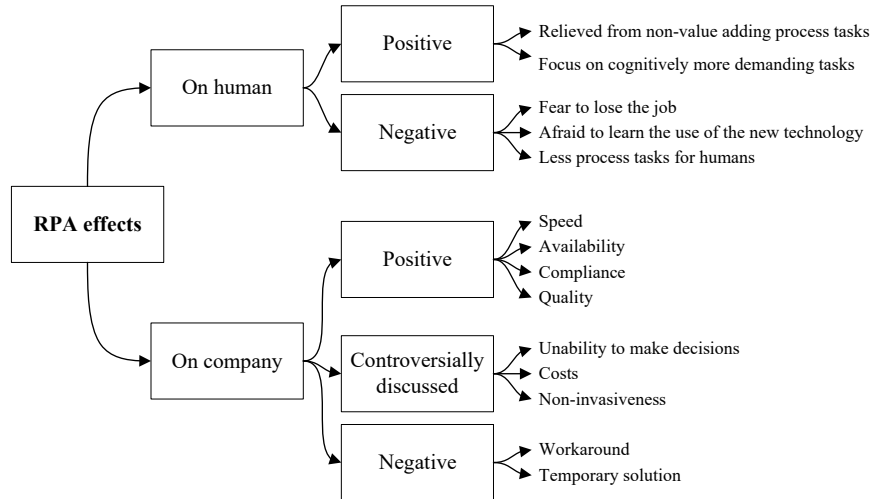 RPA effects
On human
Positive
Relieved from non-value adding process tasks
Focus on cognitively more demanding tasks
Negative
Fear to lose the job
Afraid to learn the use of the new technology
Less process tasks for humans
On company
Positive
Speed
Availability
Compliance
Quality
Controversially
discussed
Unability to make decisions
Costs
Non-invasiveness
Negative
Workaround
Temporary solution